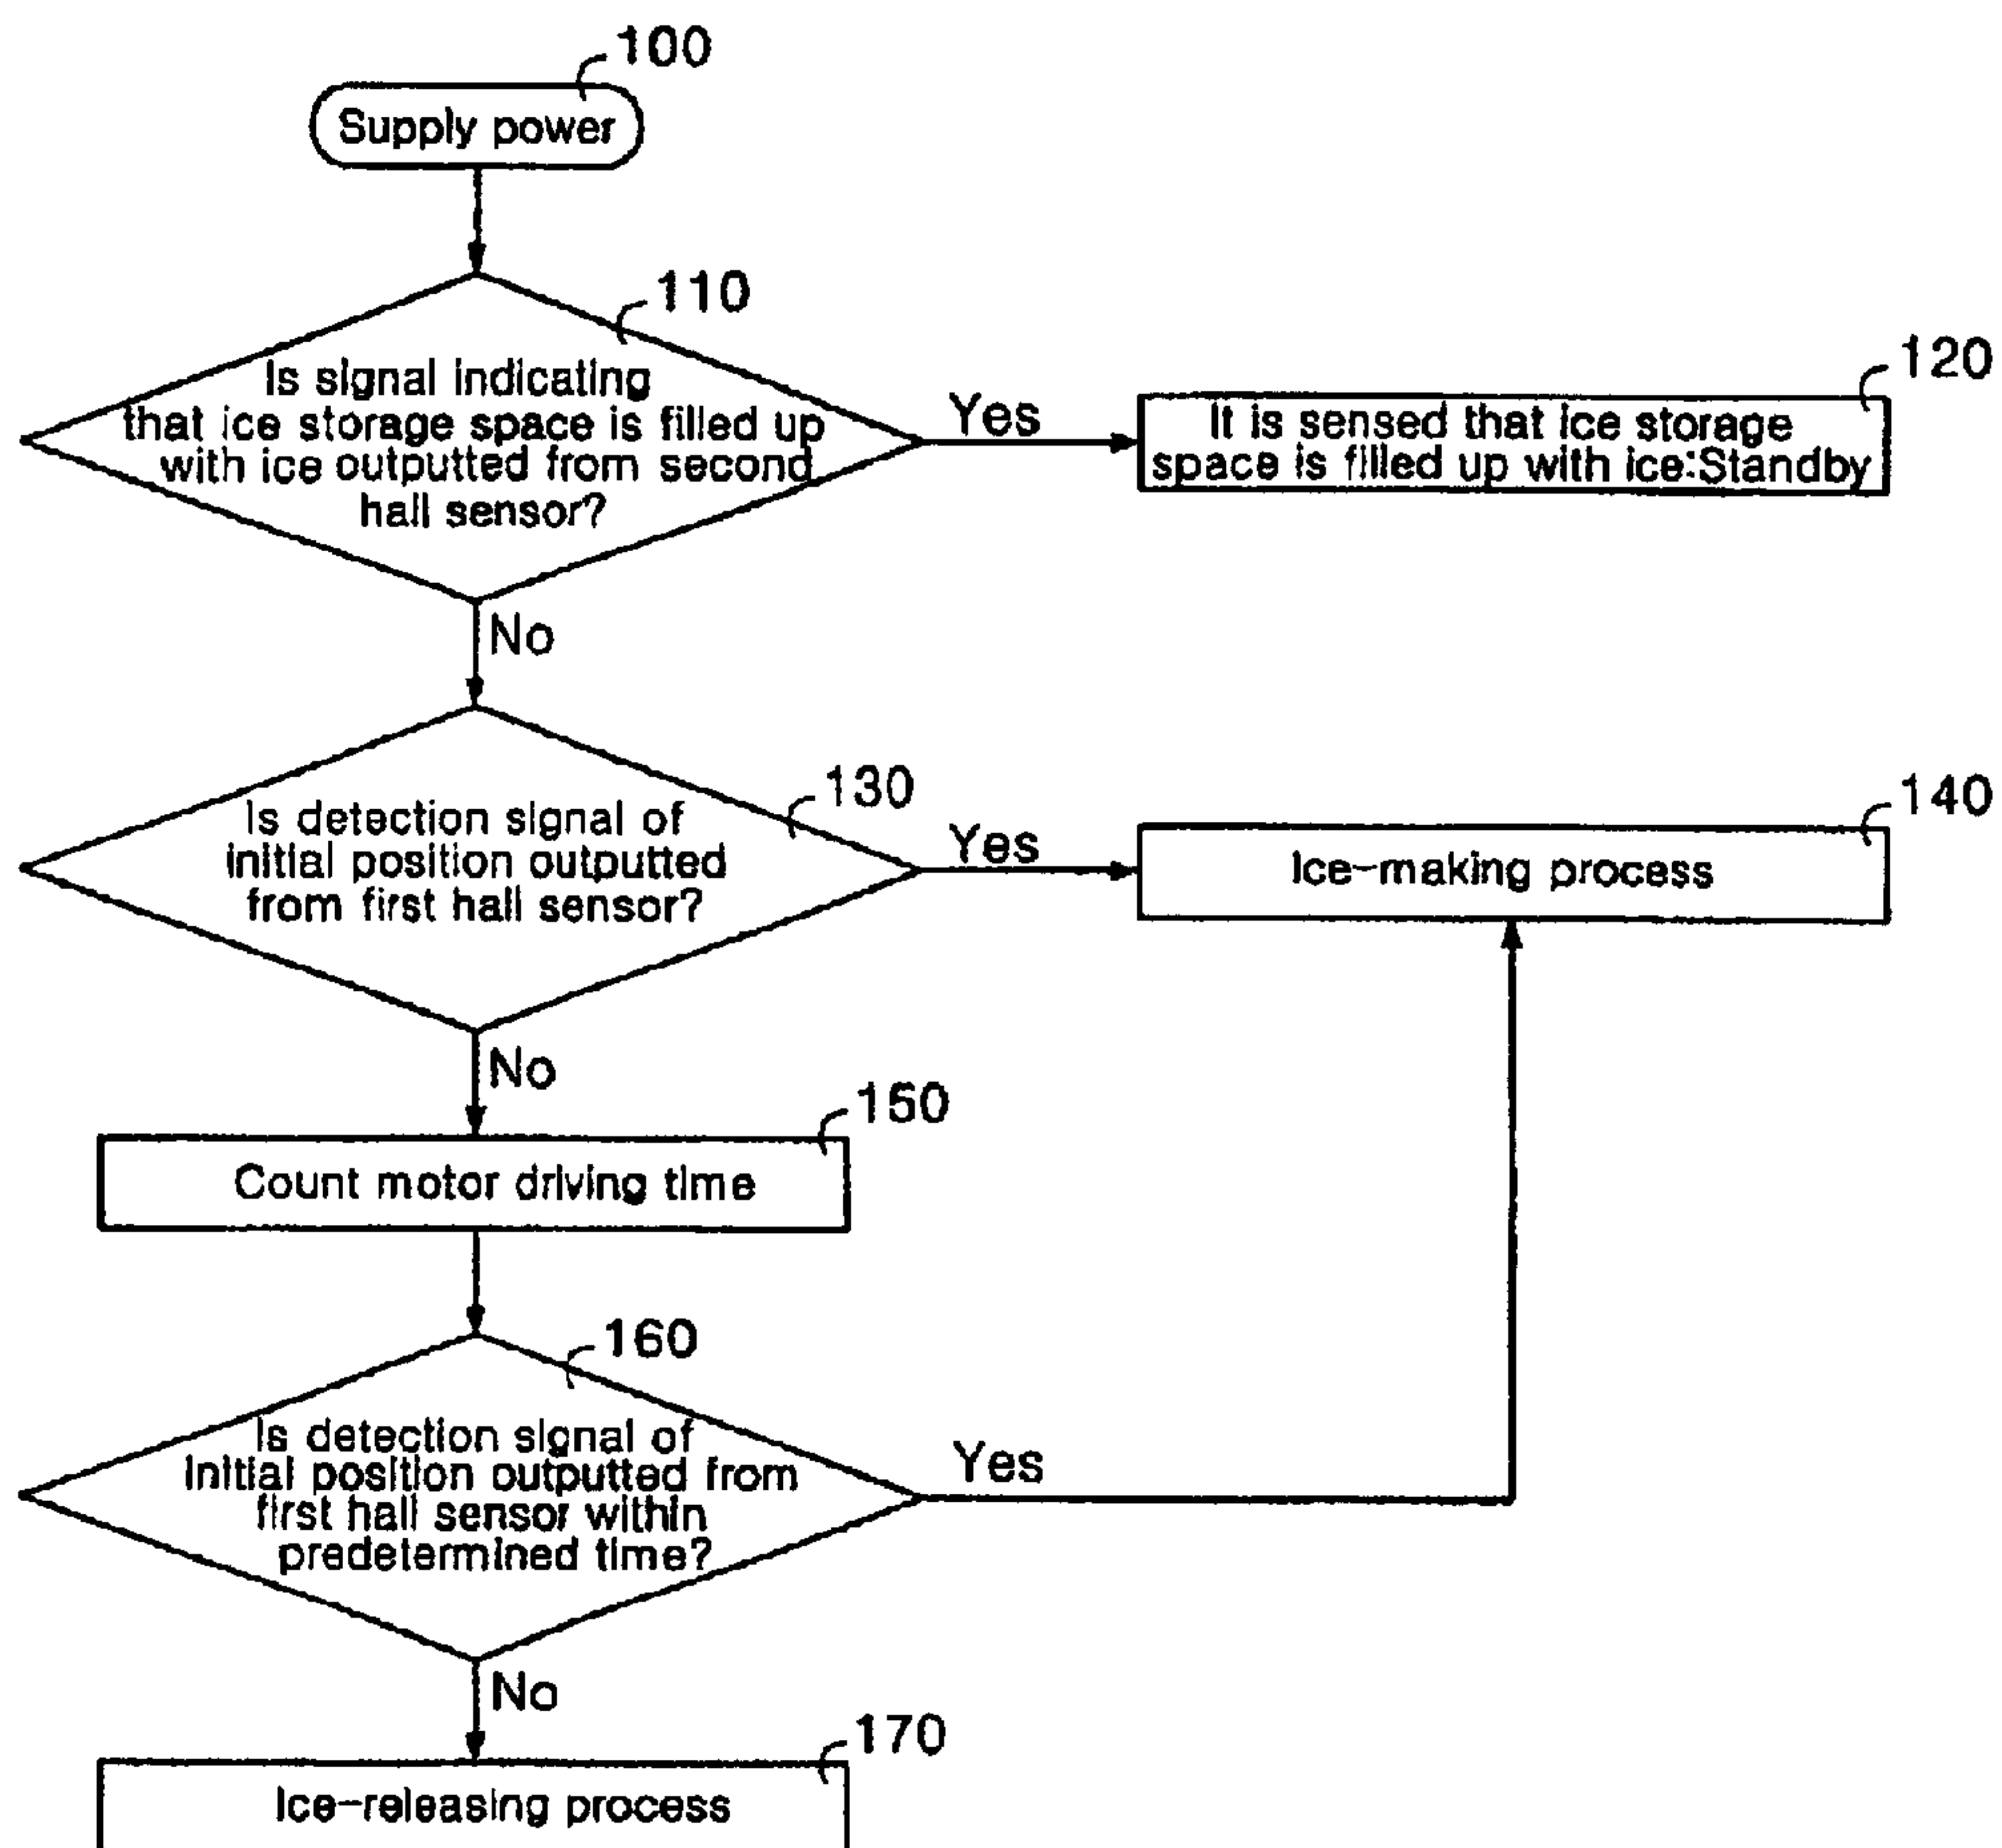 100
Supply power
110
Is signal indicating
that ice storage space is filled up
with ice outputted from second
hall sensor?
Yes
120
It is sensed that ice storage
space is filled up with ice:Standby
No
130
Is detection signal of
initial position outputted
from first hall sensor?
Yes
140
Ice-making process
No
150
Count motor driving time
160
Is detection signal of
initial position outputted from
first hall sensor within
predetermined time?
Yes
No
170
Ice-releasing process